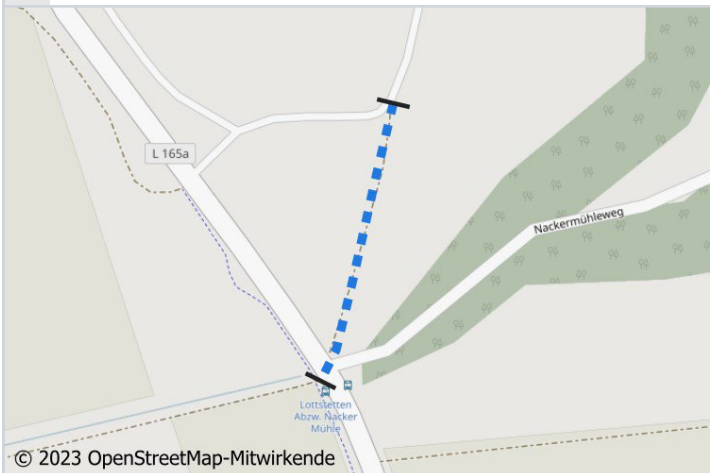 L 165a
Nackermühleweg
Lottstetten
Abzw. Nacker
Mühle
© 2023 OpenStreetMap-Mitwirkende